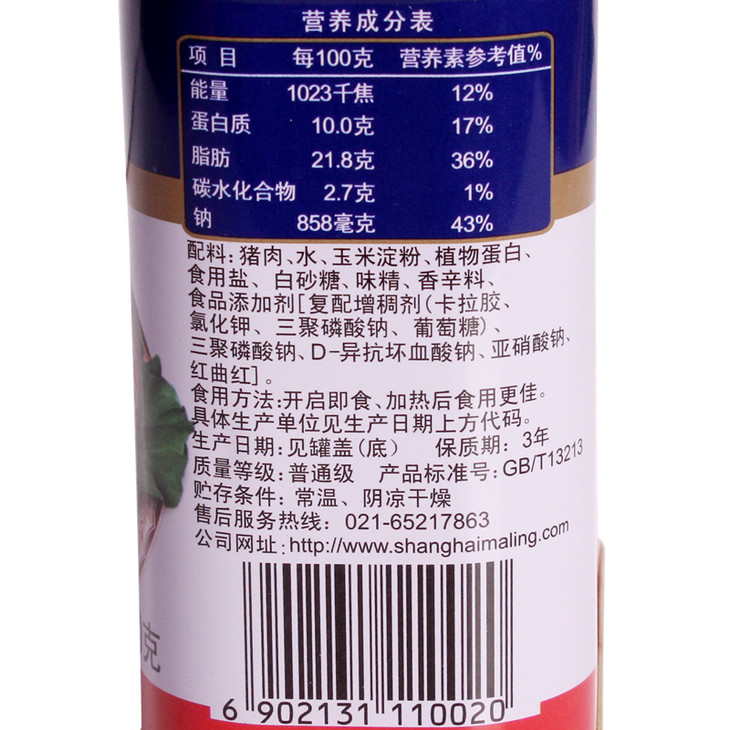 营养成分表
项目 每100克 营养素参考值%
能量 1023千焦 12%
蛋白质 10.0克 17%
脂肪 21.8克 36%
碳水化合物 2.7克 1%
钠 858毫克 43%
配料:猪肉、水、玉米淀粉、植物蛋白、
食用盐、白砂糖、味精、香辛料、
食品添加剂[复配增稠剂(卡拉胶、
氯化钾、三聚磷酸钠、葡萄糖)、
三聚磷酸钠、D-异抗坏血酸钠、亚硝酸钠、
红曲红]。
食用方法:开启即食、加热后食用更佳。
具体生产单位见生产日期上方代码。
生产日期:见罐盖(底) 保质期:3年
质量等级:普通级 产品标准号:GB/T13213
贮存条件:常温、阴凉干燥
售后服务热线:021-65217863
公司网址:http://www.shanghaimaling.com
克
6 902131 110020